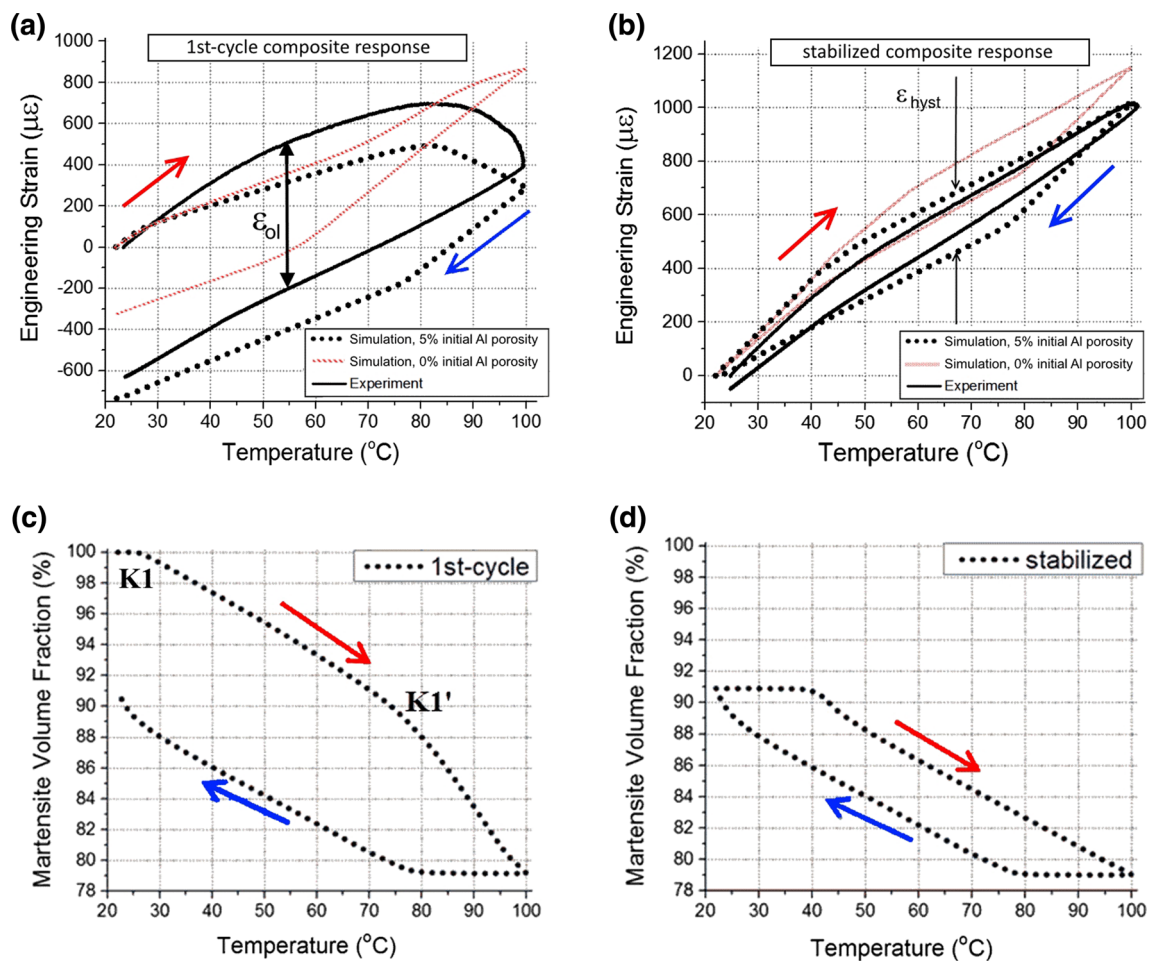 (a)
1st-cycle composite response
1000
800
600
400
200
0
-200
-400
-600
Engineering Strain (με)
εol
Simulation, 5% initial Al porosity
Simulation, 0% initial Al porosity
Experiment
20 30 40 50 60 70 80 90 100
Temperature (°C)
(b)
stabilized composite response
1200
1000
800
600
400
200
0
Engineering Strain (με)
εhyst
Simulation, 5% initial Al porosity
Simulation, 0% initial Al porosity
Experiment
20 30 40 50 60 70 80 90 100
Temperature (°C)
(c)
100
98
96
94
92
90
88
86
84
82
80
78
Martensite Volume Fraction (%)
1st-cycle
K1
K1'
20 30 40 50 60 70 80 90 100
Temperature (°C)
(d)
100
98
96
94
92
90
88
86
84
82
80
78
Martensite Volume Fraction (%)
stabilized
20 30 40 50 60 70 80 90 100
Temperature (°C)